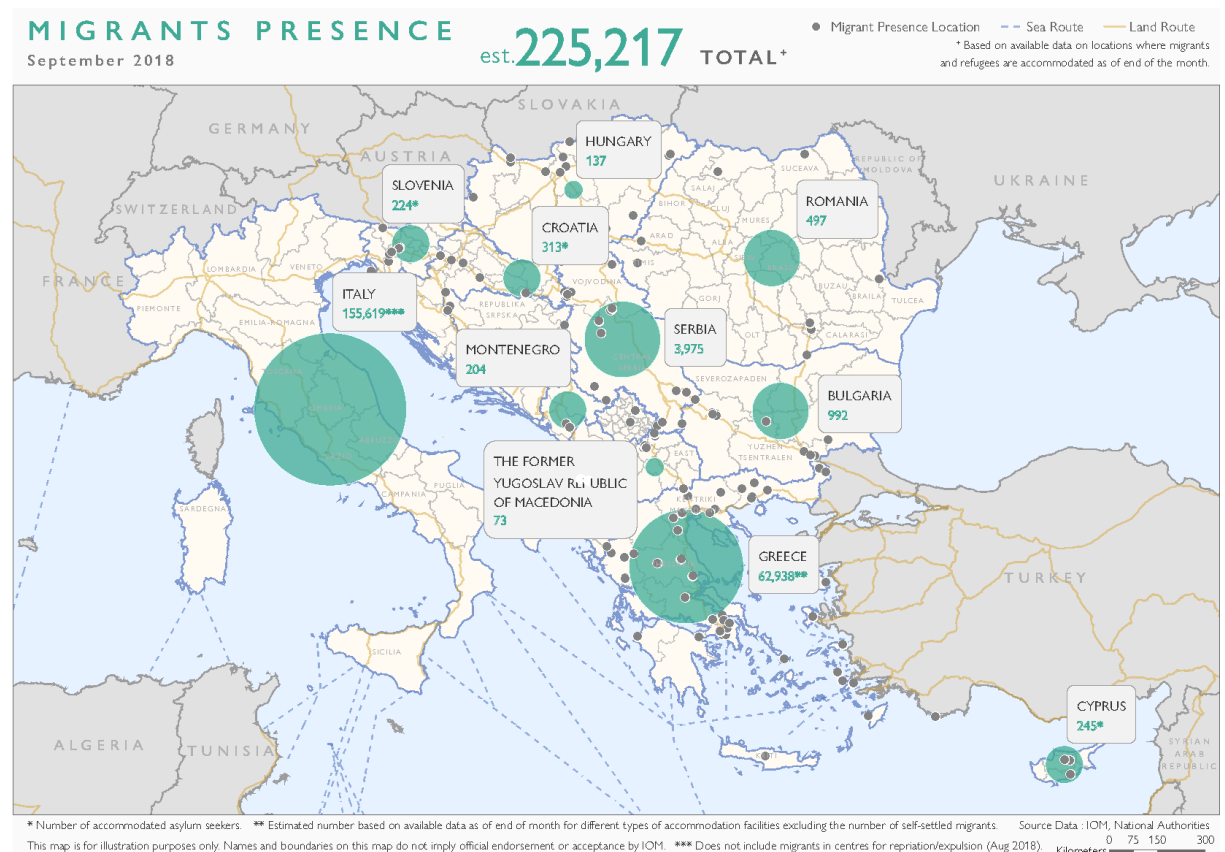 MIGRANTS PRESENCE
September 2018
est.225,217 TOTAL+
Migrant Presence Location
Sea Route
Land Route
+ Based on available data on locations where migrants
and refugees are accommodated as of end of the month.
SLOVAKIA
GERMANY
AUSTRIA
HUNGARY
137
REPUBLIC OF
MOLDOVA
UKRAINE
SUCEAVA
SALAJ
SLOVENIA
224*
ROMANIA
497
SWITZERLAND
BIHOR
CLUJ
MURES
CROATIA
313*
ARAD
ALBA
LOMBARDIA
VENETO
FRANCE
VOJVODINA
BUZAU
BRAILA
TULCEA
ITALY
155,619***
PIEMONTE
REPUBLIKA
SRPSKA
GORJ
EMILIA-ROMAGNA
SERBIA
3,975
OLT
CALARASI
MONTENEGRO
204
CENTRAL
TOSCANA
SEVEROZAPADEN
BULGARIA
992
UMBRIA
ABRUZZO
YUZHEN
TSENTRALEN
EAST
THE FORMER
YUGOSLAV REPUBLIC
OF MACEDONIA
73
CAMPANIA
PUGLIA
SARDEGNA
GREECE
62,938**
TURKEY
SICILIA
CYPRUS
245*
ALGERIA
TUNISIA
SYRIAN
ARAB
REPUBLIC
* Number of accommodated asylum seekers. ** Estimated number based on available data as of end of month for different types of accommodation facilities excluding the number of self-settled migrants. Source Data : IOM, National Authorities
This map is for illustration purposes only. Names and boundaries on this map do not imply official endorsement or acceptance by IOM. *** Does not include migrants in centres for repriation/expulsion (Aug 2018).
0 75 150 300
Kilometers